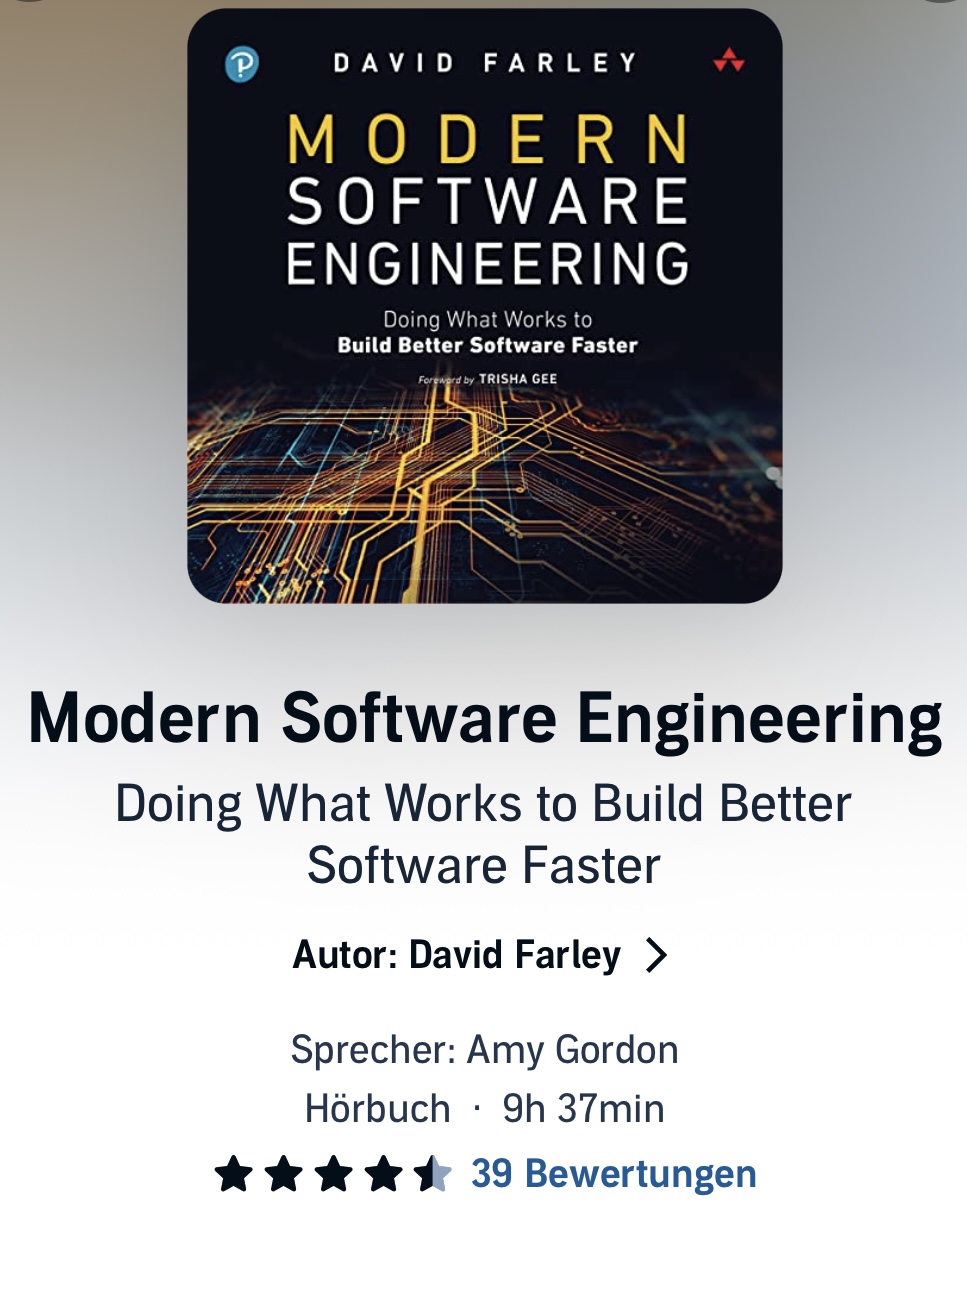 DAVID FARLEY
MODERN
SOFTWARE
ENGINEERING
Doing What Works to
Build Better Software Faster
Foreword by TRISHA GEE
Modern Software Engineering
Doing What Works to Build Better
Software Faster
Autor: David Farley
Sprecher: Amy Gordon
Hörbuch · 9h 37min
39 Bewertungen